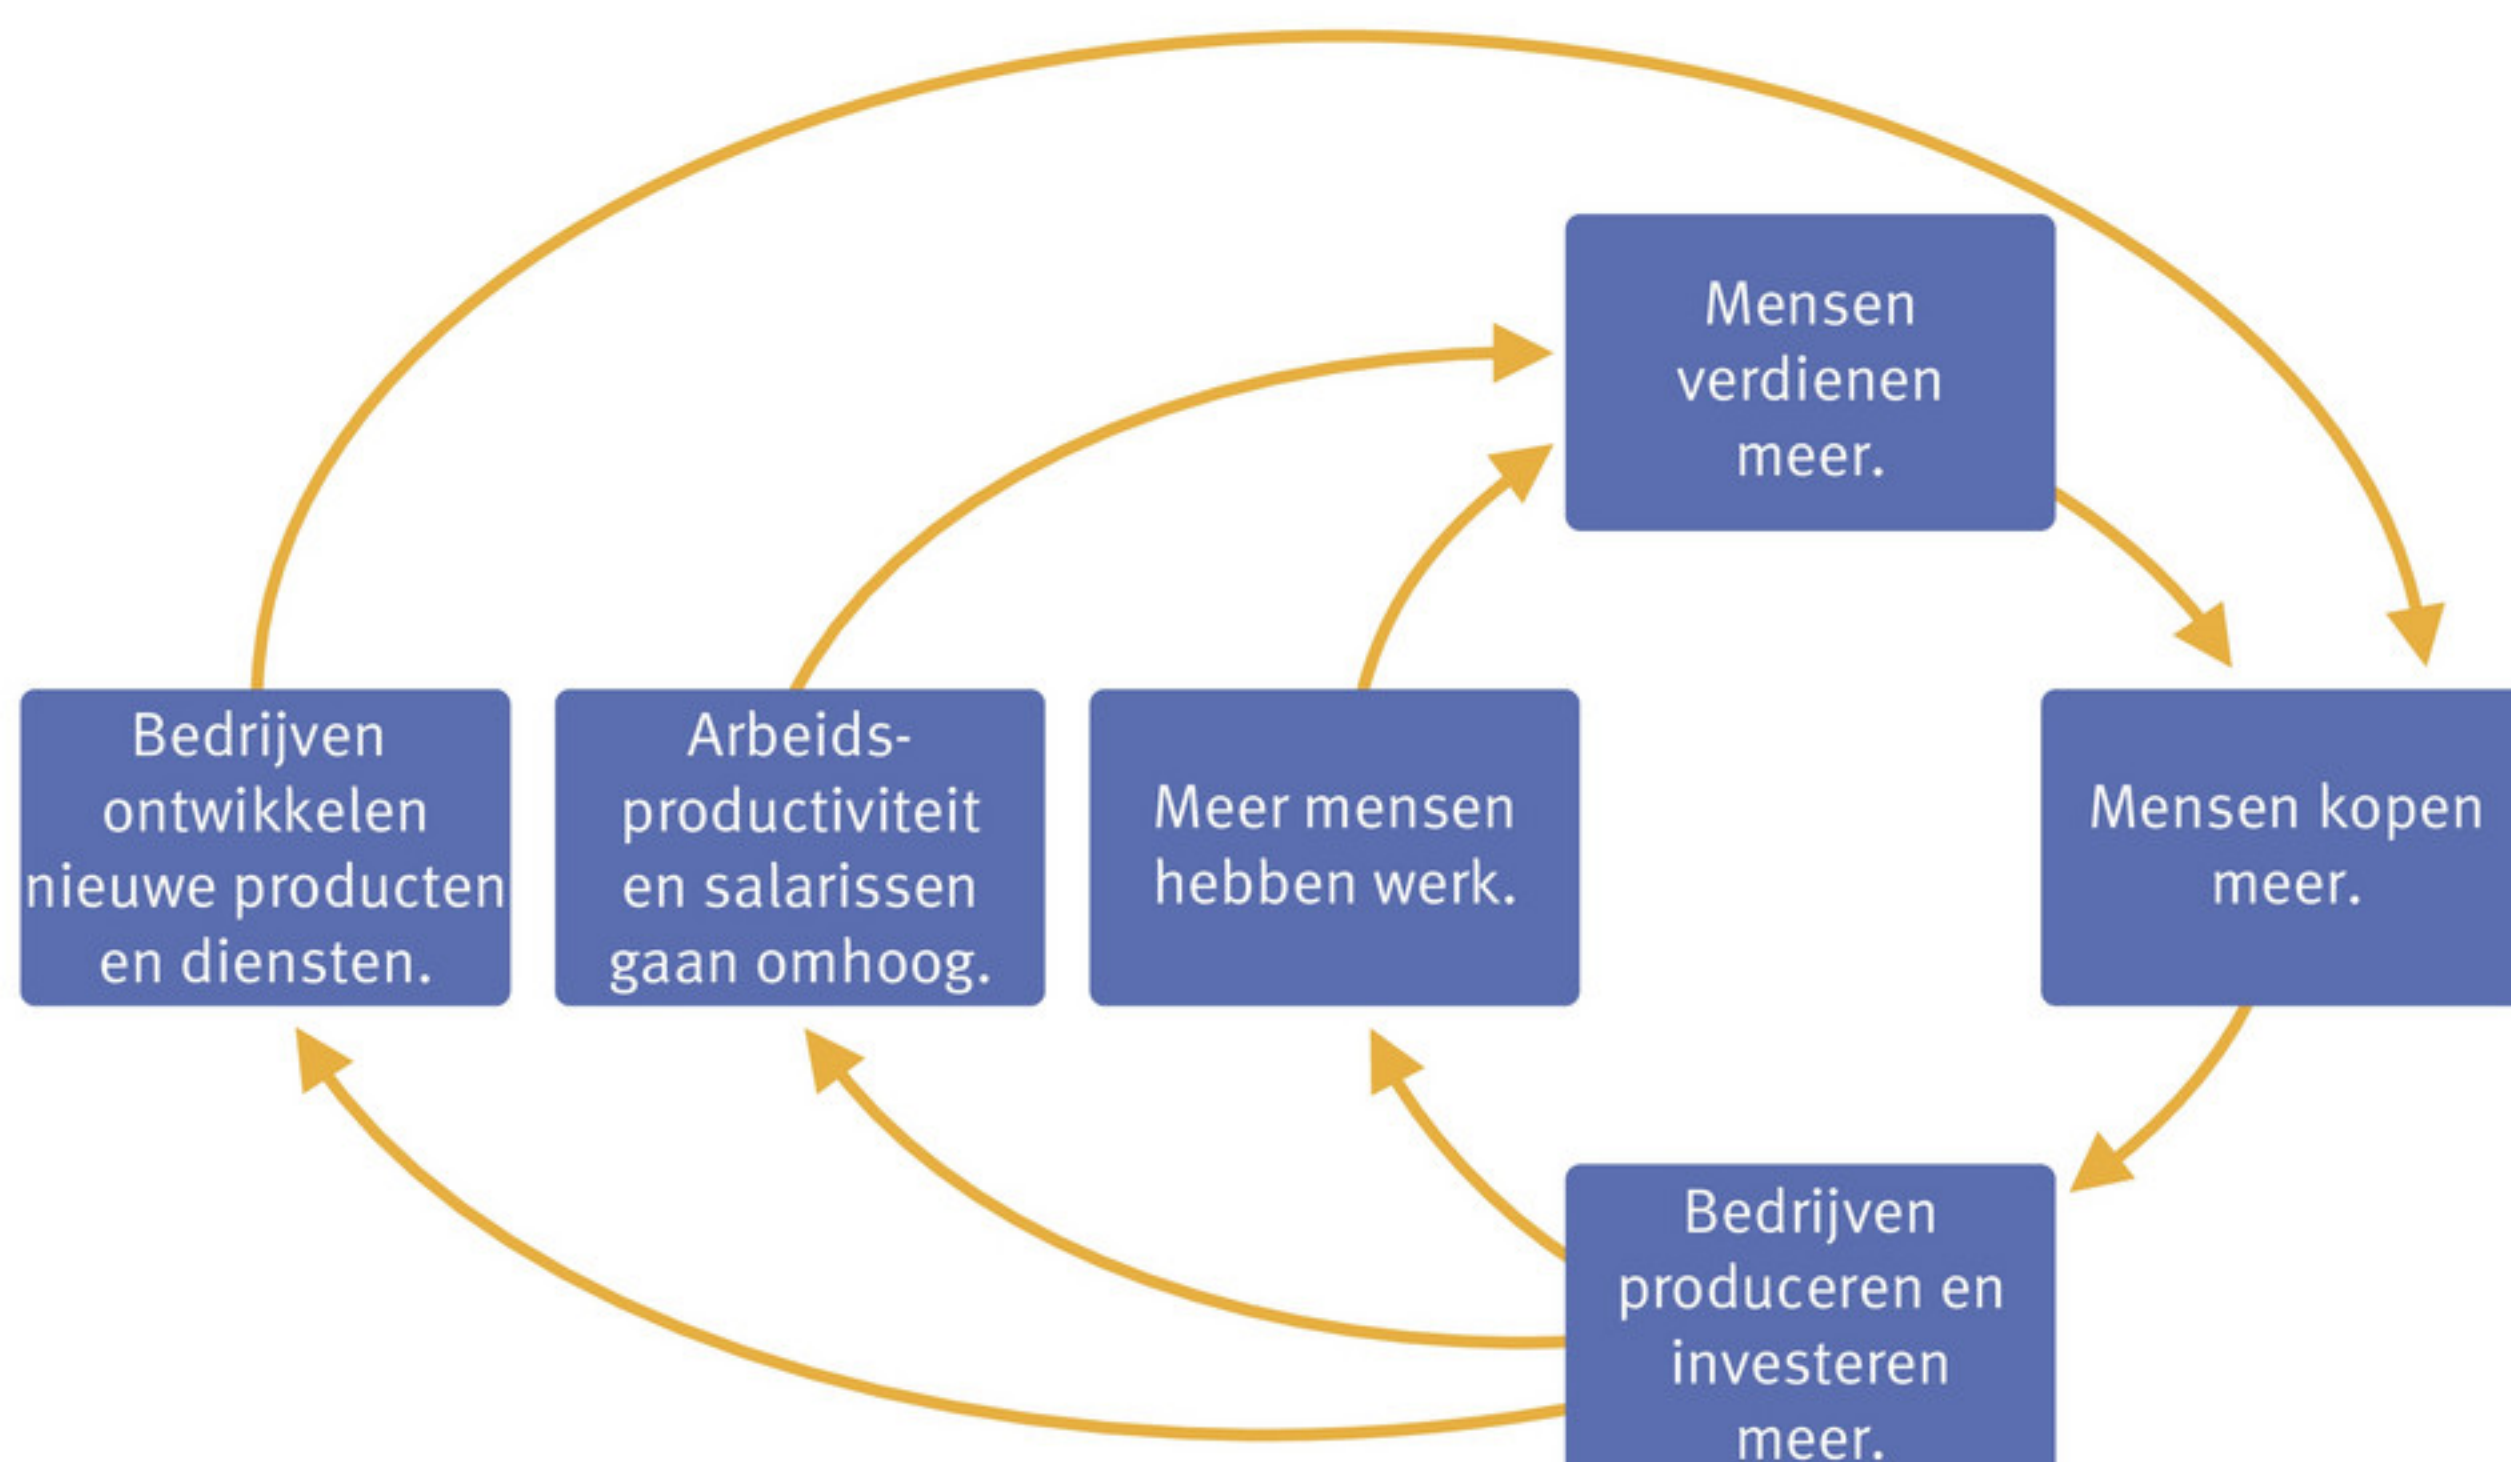 Mensen
verdienen
meer.
Bedrijven
ontwikkelen
nieuwe producten
en diensten.
Arbeids-
productiviteit
en salarissen
gaan omhoog.
Meer mensen
hebben werk.
Mensen kopen
meer.
Bedrijven
produceren en
investeren
meer.